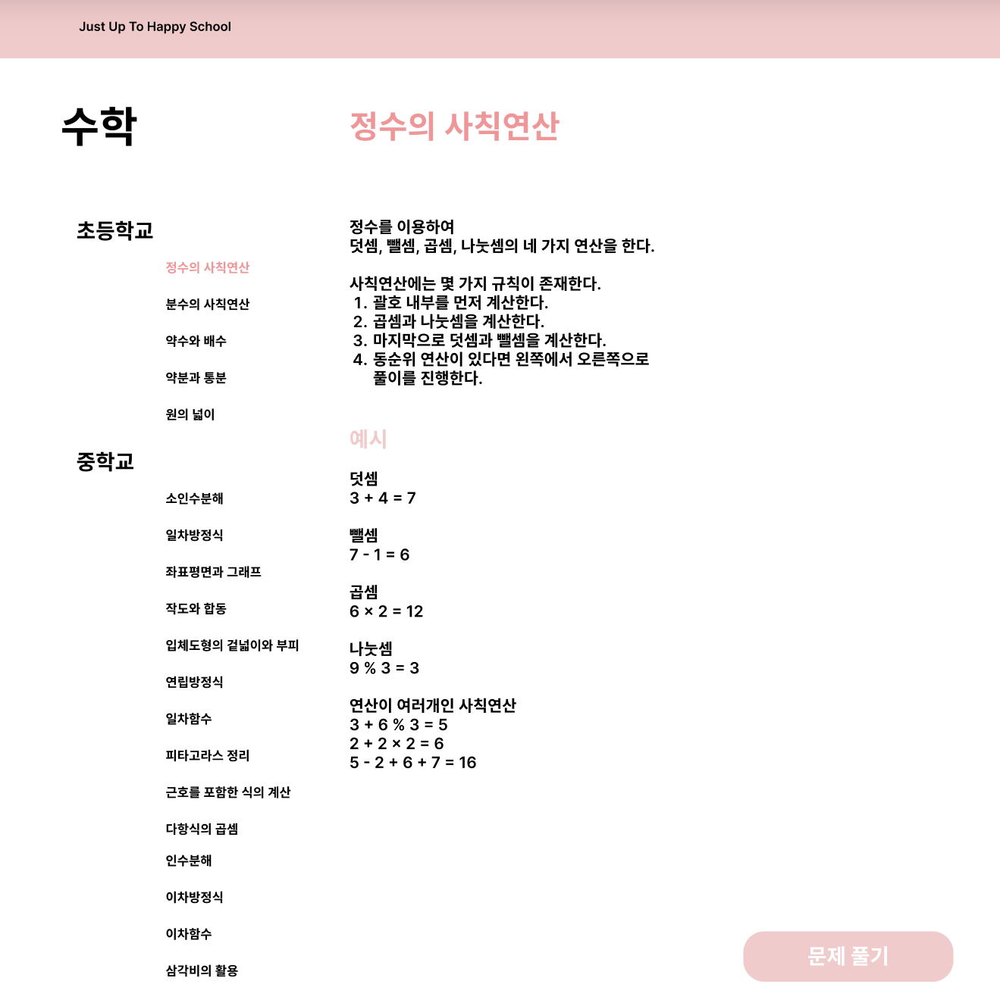 Just Up To Happy School
수학
초등학교
정수의 사칙연산
분수의 사칙연산
약수와 배수
약분과 통분
원의 넓이
중학교
소인수분해
일차방정식
좌표평면과 그래프
작도와 합동
입체도형의 겉넓이와 부피
연립방정식
일차함수
피타고라스 정리
근호를 포함한 식의 계산
다항식의 곱셈
인수분해
이차방정식
이차함수
삼각비의 활용
정수의 사칙연산
정수를 이용하여
덧셈, 뺄셈, 곱셈, 나눗셈의 네 가지 연산을 한다.
사칙연산에는 몇 가지 규칙이 존재한다.
1. 괄호 내부를 먼저 계산한다.
2. 곱셈과 나눗셈을 계산한다.
3. 마지막으로 덧셈과 뺄셈을 계산한다.
4. 동순위 연산이 있다면 왼쪽에서 오른쪽으로
풀이를 진행한다.
예시
덧셈
3 + 4 = 7
뺄셈
7 - 1 = 6
곱셈
6 × 2 = 12
나눗셈
9 % 3 = 3
연산이 여러개인 사칙연산
3 + 6 % 3 = 5
2 + 2 × 2 = 6
5 - 2 + 6 + 7 = 16
문제 풀기